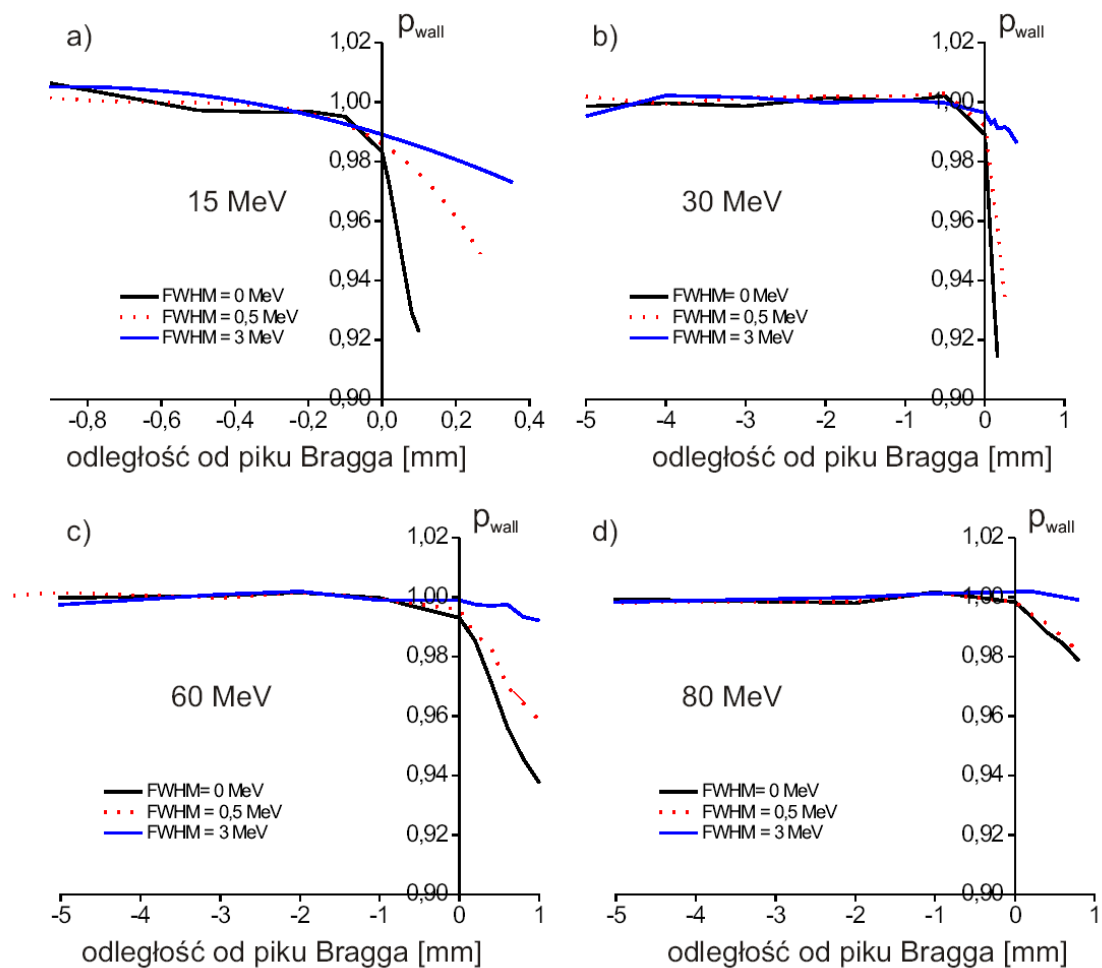 a)
p_wall
1,02
1,00
0,98
0,96
0,94
0,92
0,90
15 MeV
FWHM = 0 MeV
FWHM = 0,5 MeV
FWHM = 3 MeV
-0,8 -0,6 -0,4 -0,2 0,0 0,2 0,4
odległość od piku Bragga [mm]
b)
p_wall
1,02
1,00
0,98
0,96
0,94
0,92
0,90
30 MeV
FWHM= 0 MeV
FWHM = 0,5 MeV
FWHM = 3 MeV
-5 -4 -3 -2 -1 0 1
odległość od piku Bragga [mm]
c)
p_wall
1,02
1,00
0,98
0,96
0,94
0,92
0,90
60 MeV
FWHM= 0 MeV
FWHM = 0,5 MeV
FWHM = 3 MeV
-5 -4 -3 -2 -1 0 1
odległość od piku Bragga [mm]
d)
p_wall
1,02
1,00
0,98
0,96
0,94
0,92
0,90
80 MeV
FWHM= 0 MeV
FWHM = 0,5 MeV
FWHM = 3 MeV
-5 -4 -3 -2 -1 0 1
odległość od piku Bragga [mm]